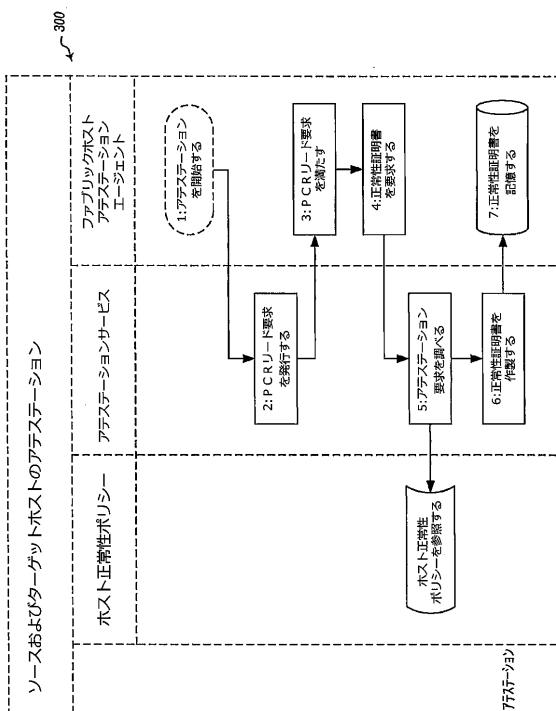 300
ソースおよびターゲットホストのアテステーション
ファブリックホスト
アテステーション
エージェント
アテステーションサービス
ホスト正常性ポリシー
1:アテステーション
を開始する
2:PCRリード要求
を発行する
3:PCRリード要求
を満たす
4:正常性証明書
を要求する
5:アテステーション
要求を調べる
ホスト正常性
ポリシーを参照する
6:正常性証明書を
作製する
7:正常性証明書を
記憶する
アテステーション